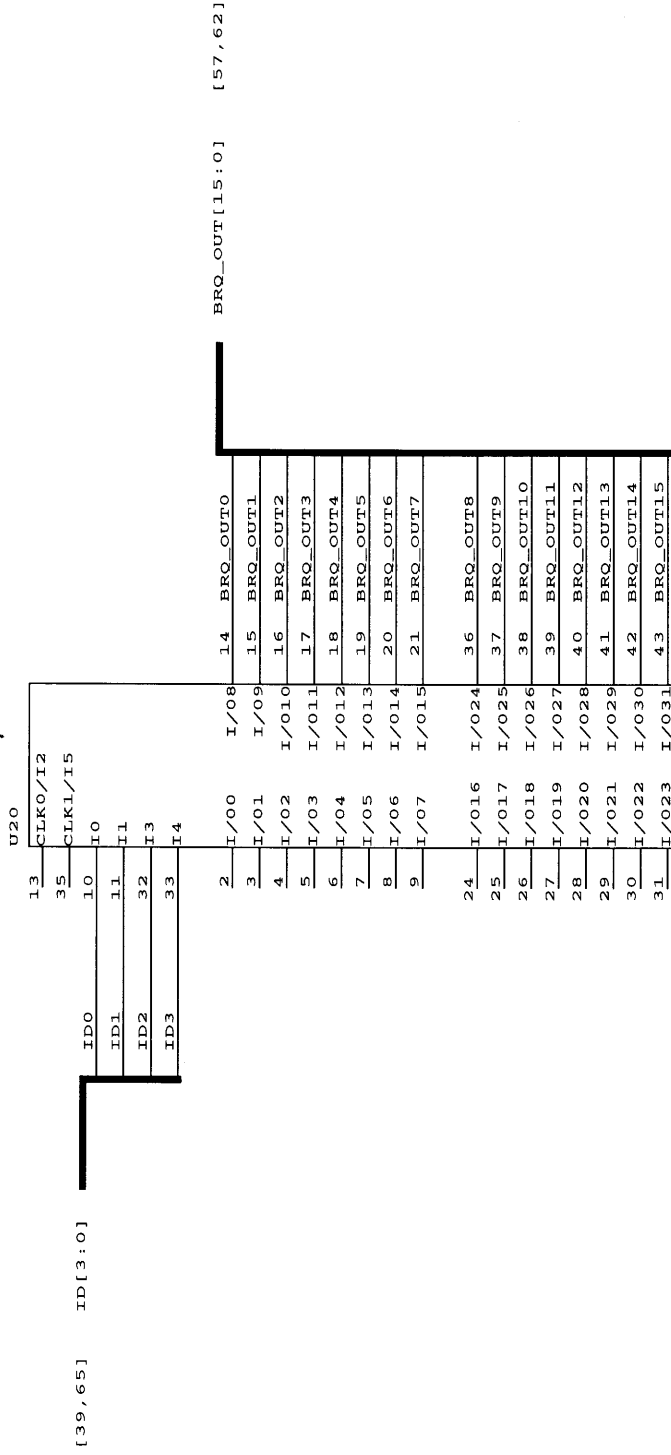 U20
13 CLK0/I2
35 CLK1/I5
[39,65] ID[3:0]
ID0 10 I0
ID1 11 I1
ID2 32 I3
ID3 33 I4
BRQ_OUT[15:0] [57,62]
2 I/O0 I/O8 14 BRQ_OUT0
3 I/O1 I/O9 15 BRQ_OUT1
4 I/O2 I/O10 16 BRQ_OUT2
5 I/O3 I/O11 17 BRQ_OUT3
6 I/O4 I/O12 18 BRQ_OUT4
7 I/O5 I/O13 19 BRQ_OUT5
8 I/O6 I/O14 20 BRQ_OUT6
9 I/O7 I/O15 21 BRQ_OUT7
24 I/O16 I/O24 36 BRQ_OUT8
25 I/O17 I/O25 37 BRQ_OUT9
26 I/O18 I/O26 38 BRQ_OUT10
27 I/O19 I/O27 39 BRQ_OUT11
28 I/O20 I/O28 40 BRQ_OUT12
29 I/O21 I/O29 41 BRQ_OUT13
30 I/O22 I/O30 42 BRQ_OUT14
31 I/O23 I/O31 43 BRQ_OUT15